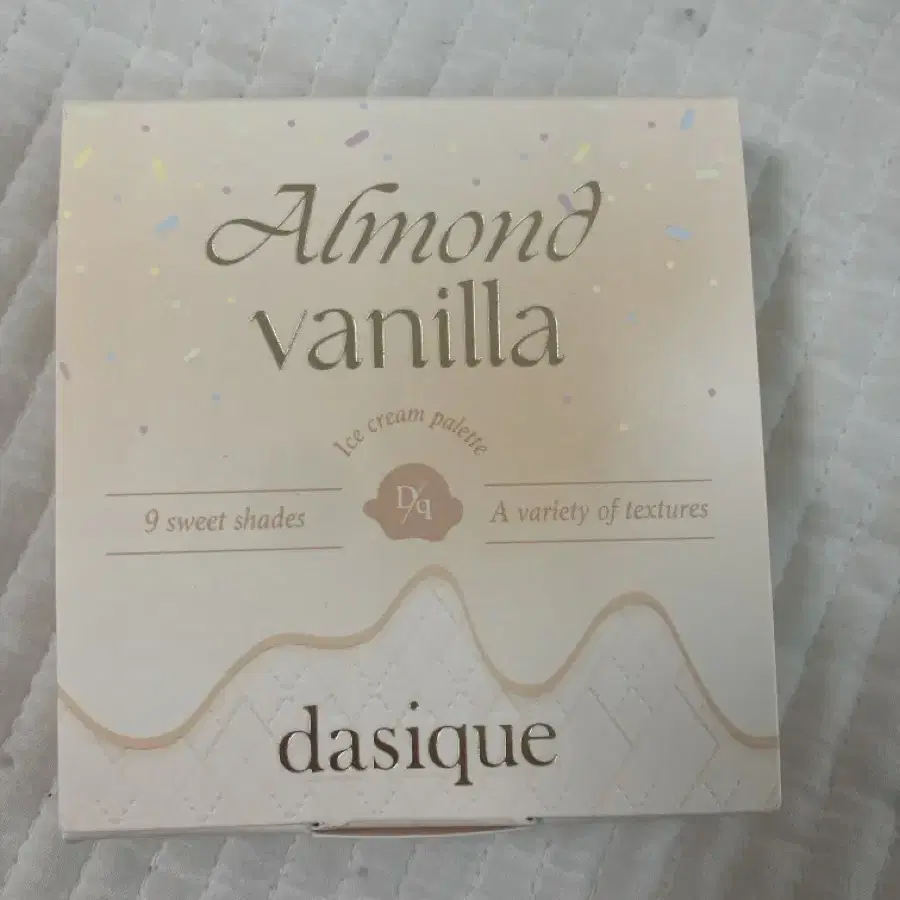 Almond
vanilla
Ice cream palette
D/q
9 sweet shades
A variety of textures
dasique